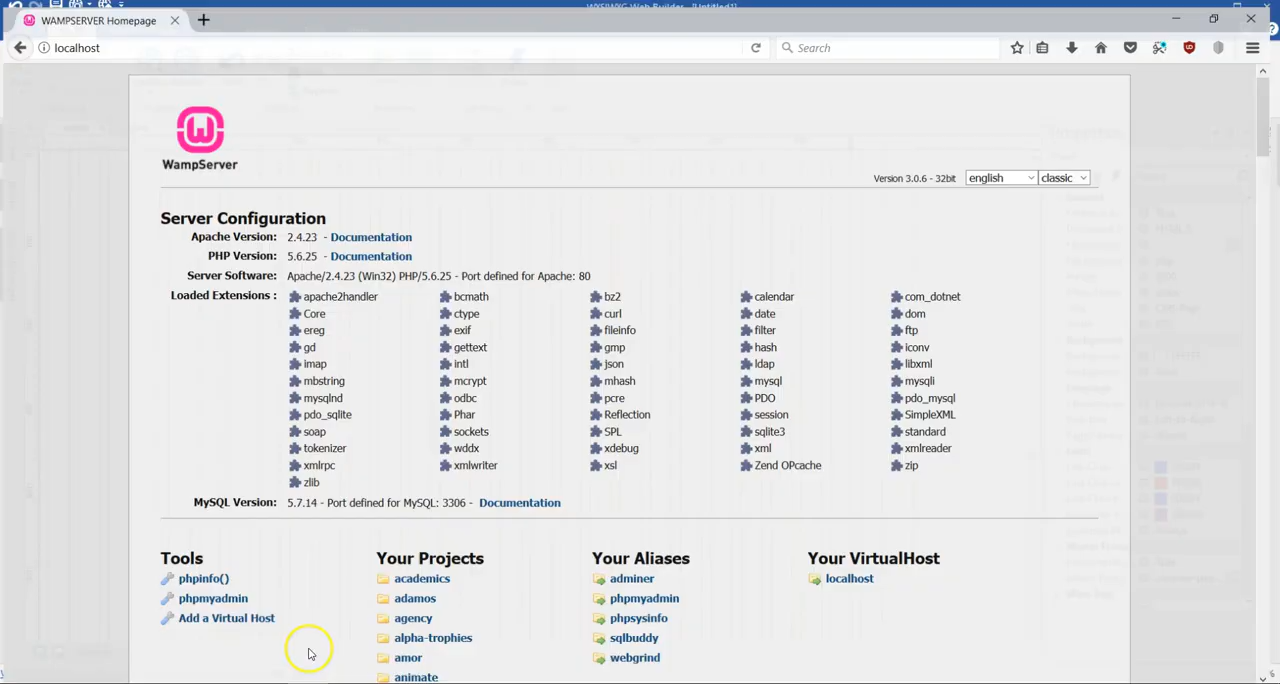 WYSIWYG Web Builder - [Untitled1]
WAMPSERVER Homepage
localhost
Search
WampServer
Version 3.0.6 - 32bit english classic
Server Configuration
Apache Version: 2.4.23 - Documentation
PHP Version: 5.6.25 - Documentation
Server Software: Apache/2.4.23 (Win32) PHP/5.6.25 - Port defined for Apache: 80
Loaded Extensions : apache2handler bcmath bz2 calendar com_dotnet
Core ctype curl date dom
ereg exif fileinfo filter ftp
gd gettext gmp hash iconv
imap intl json ldap libxml
mbstring mcrypt mhash mysql mysqli
mysqlnd odbc pcre PDO pdo_mysql
pdo_sqlite Phar Reflection session SimpleXML
soap sockets SPL sqlite3 standard
tokenizer wddx xdebug xml xmlreader
xmlrpc xmlwriter xsl Zend OPcache zip
zlib
MySQL Version: 5.7.14 - Port defined for MySQL: 3306 - Documentation
Tools Your Projects Your Aliases Your VirtualHost
phpinfo() academics adminer localhost
phpmyadmin adamos phpmyadmin
Add a Virtual Host agency phpsysinfo
alpha-trophies sqlbuddy
amor webgrind
animate